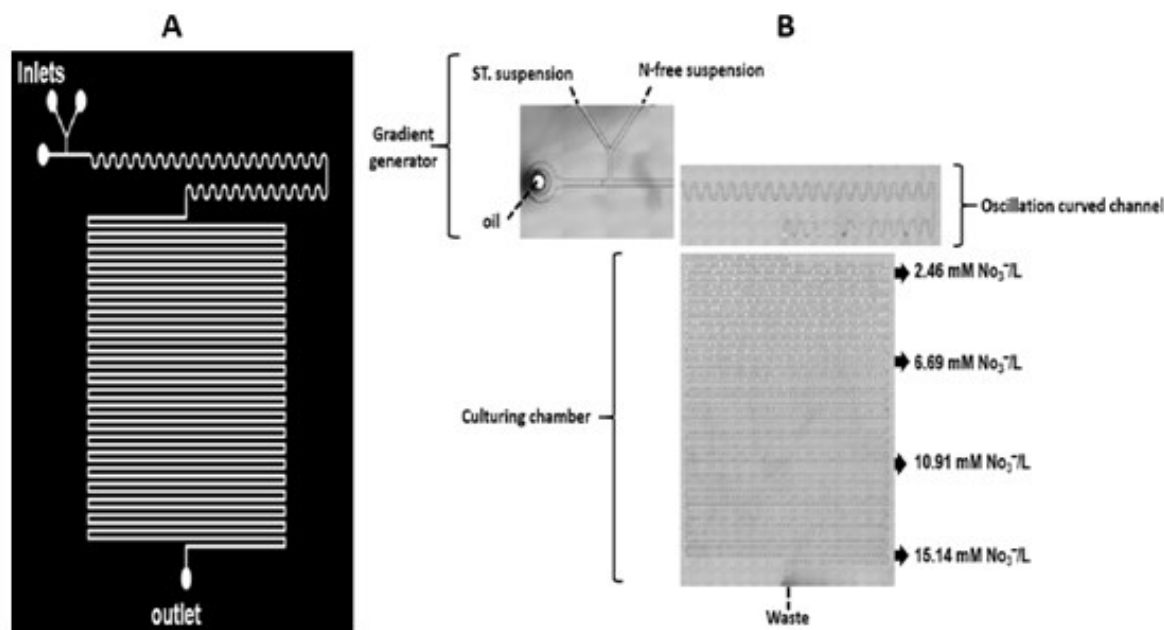 A
B
Inlets
outlet
ST. suspension
N-free suspension
Gradient
generator
oil
Oscillation curved channel
Culturing chamber
2.46 mM No₃⁻/L
6.69 mM No₃⁻/L
10.91 mM No₃⁻/L
15.14 mM No₃⁻/L
Waste